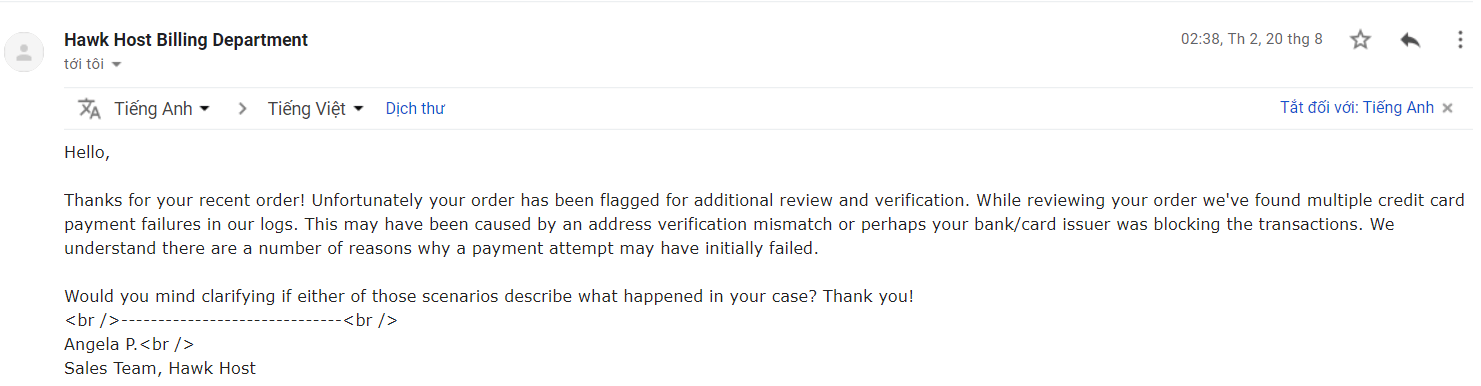 Hawk Host Billing Department
02:38, Th 2, 20 thg 8
tới tôi
Tiếng Anh
Tiếng Việt
Dịch thư
Tắt đối với: Tiếng Anh
Hello,
Thanks for your recent order! Unfortunately your order has been flagged for additional review and verification. While reviewing your order we've found multiple credit card
payment failures in our logs. This may have been caused by an address verification mismatch or perhaps your bank/card issuer was blocking the transactions. We
understand there are a number of reasons why a payment attempt may have initially failed.
Would you mind clarifying if either of those scenarios describe what happened in your case? Thank you!
<br />------------------------------<br />
Angela P.<br />
Sales Team, Hawk Host